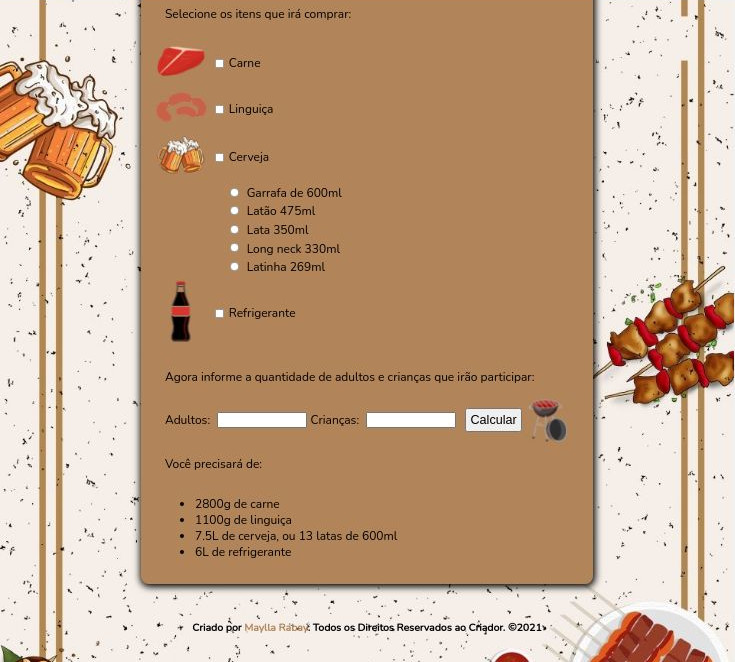 Selecione os itens que irá comprar:
Carne
Linguiça
Cerveja
Garrafa de 600ml
Latão 475ml
Lata 350ml
Long neck 330ml
Latinha 269ml
Refrigerante
Agora informe a quantidade de adultos e crianças que irão participar:
Adultos: Crianças: Calcular
Você precisará de:
2800g de carne
1100g de linguiça
7.5L de cerveja, ou 13 latas de 600ml
6L de refrigerante
Criado por Maylla Rabay. Todos os Direitos Reservados ao Criador. ©2021